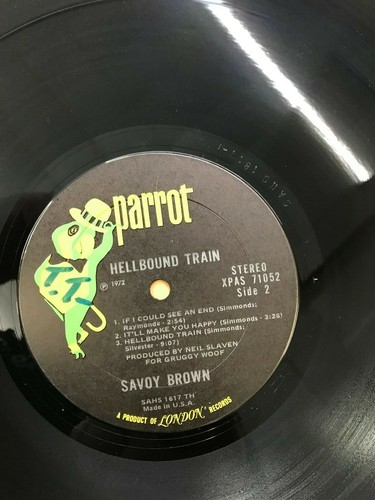 parrot
T.T.
HELLBOUND TRAIN
℗ 1972
STEREO
XPAS 71052
Side 2
1. IF I COULD SEE AN END (Simmonds;
Raymonde - 2:54)
2. IT'LL MAKE YOU HAPPY (Simmonds - 3:26)
3. HELLBOUND TRAIN (Simmonds;
Silvester - 9:07)
PRODUCED BY NEIL SLAVEN
FOR GRUGGY WOOF
SAVOY BROWN
SAHS 1617 TH
Made in U.S.A.
A PRODUCT OF LONDON RECORDS